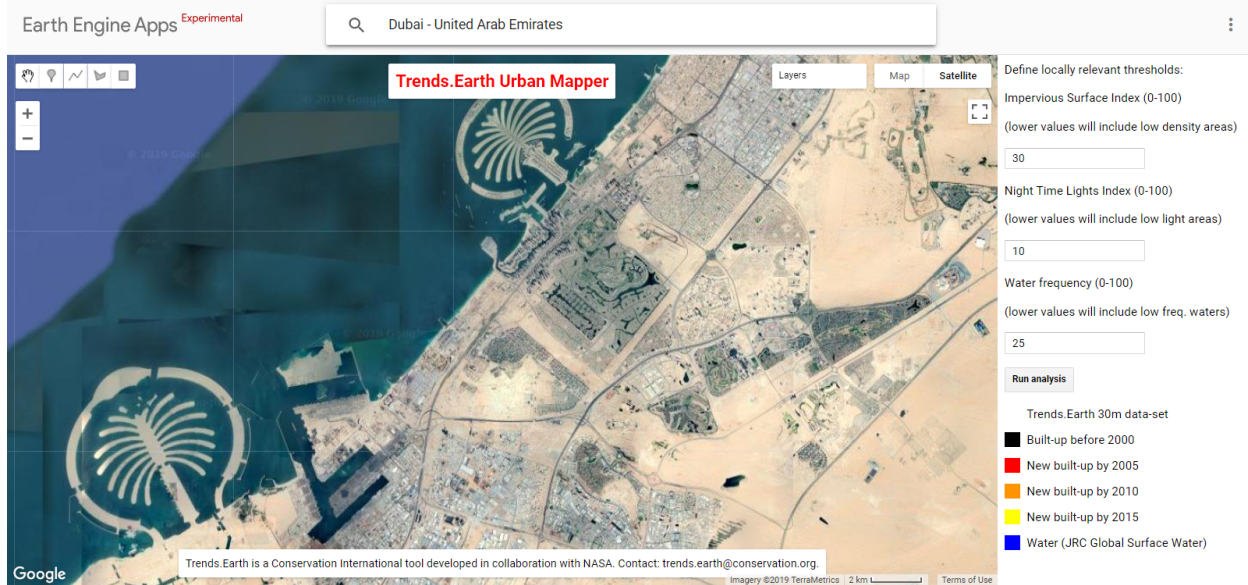 Earth Engine Apps Experimental
Dubai - United Arab Emirates
Trends.Earth Urban Mapper
Layers
Map Satellite
+
−
© 2019 Google
© 2019 Google
© 2019 Google
Define locally relevant thresholds:
Impervious Surface Index (0-100)
(lower values will include low density areas)
30
Night Time Lights Index (0-100)
(lower values will include low light areas)
10
Water frequency (0-100)
(lower values will include low freq. waters)
25
Run analysis
Trends.Earth 30m data-set
Built-up before 2000
New built-up by 2005
New built-up by 2010
New built-up by 2015
Water (JRC Global Surface Water)
Trends.Earth is a Conservation International tool developed in collaboration with NASA. Contact: trends.earth@conservation.org.
Google
Imagery ©2019 TerraMetrics 2 km Terms of Use